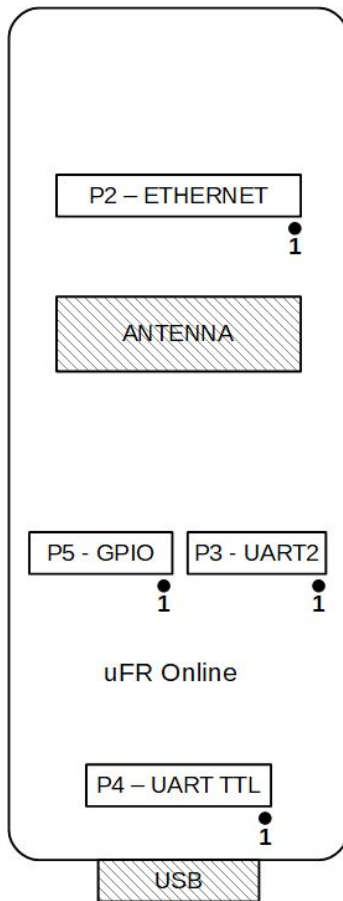 P2 – ETHERNET
1
ANTENNA
P5 - GPIO
P3 - UART2
1
1
uFR Online
P4 – UART TTL
1
USB